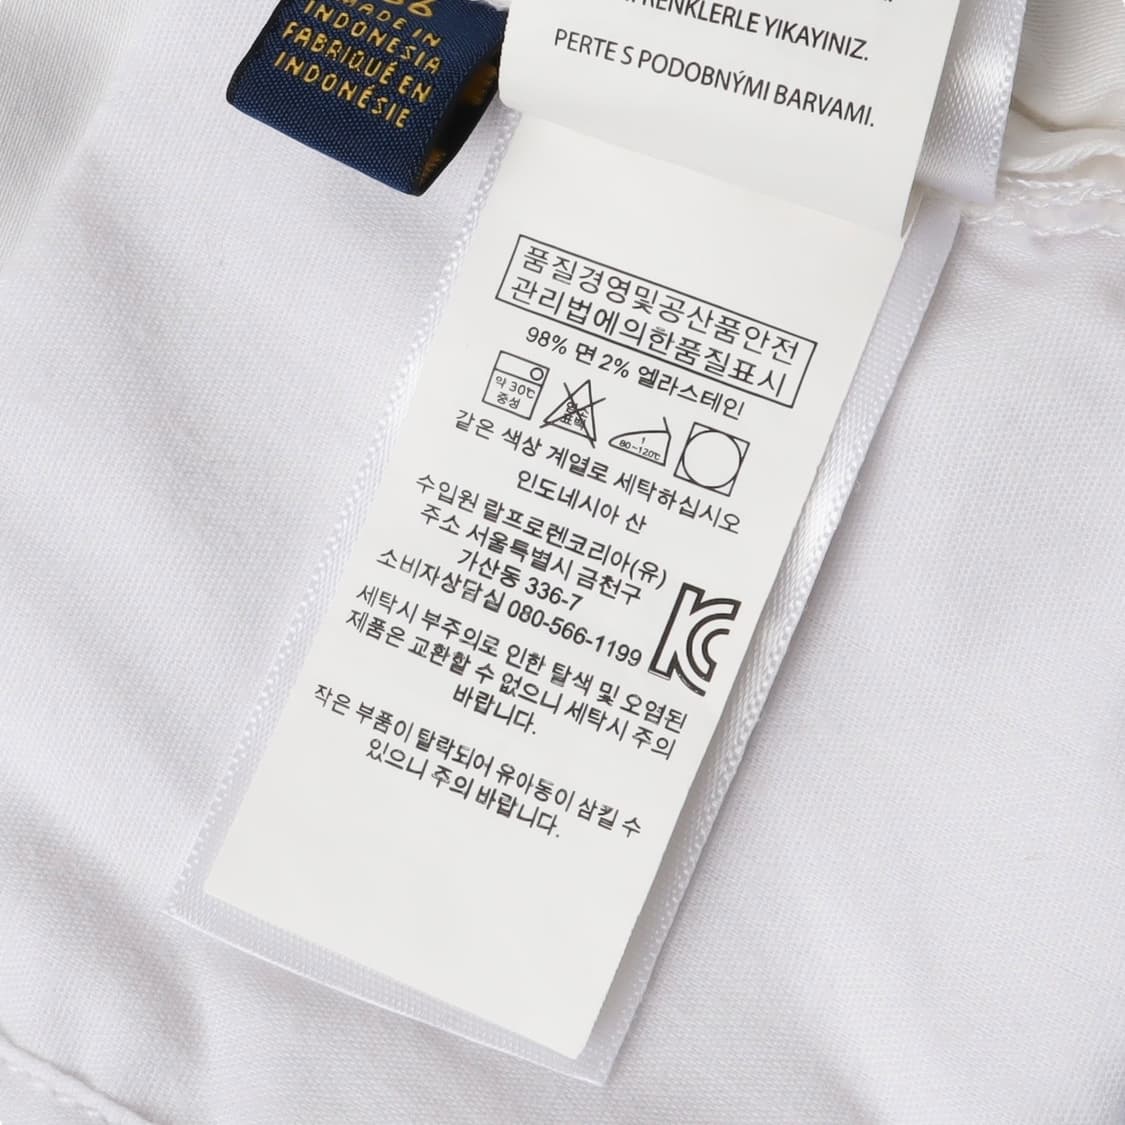 MADE IN
INDONESIA
FABRIQUÉ EN
INDONÉSIE
RENKLERLE YIKAYINIZ.
PERTE S PODOBNÝMI BARVAMI.
품질경영및공산품안전
관리법에의한품질표시
98% 면 2% 엘라스테인
약 30℃
중성
염소
표백
1
80~120℃
같은 색상 계열로 세탁하십시오
인도네시아 산
수입원 랄프로렌코리아(유)
주소 서울특별시 금천구
가산동 336-7
소비자상담실 080-566-1199
세탁시 부주의로 인한 탈색 및 오염된
제품은 교환할 수 없으니 세탁시 주의
바랍니다.
작은 부품이 탈락되어 유아동이 삼킬 수
있으니 주의 바랍니다.